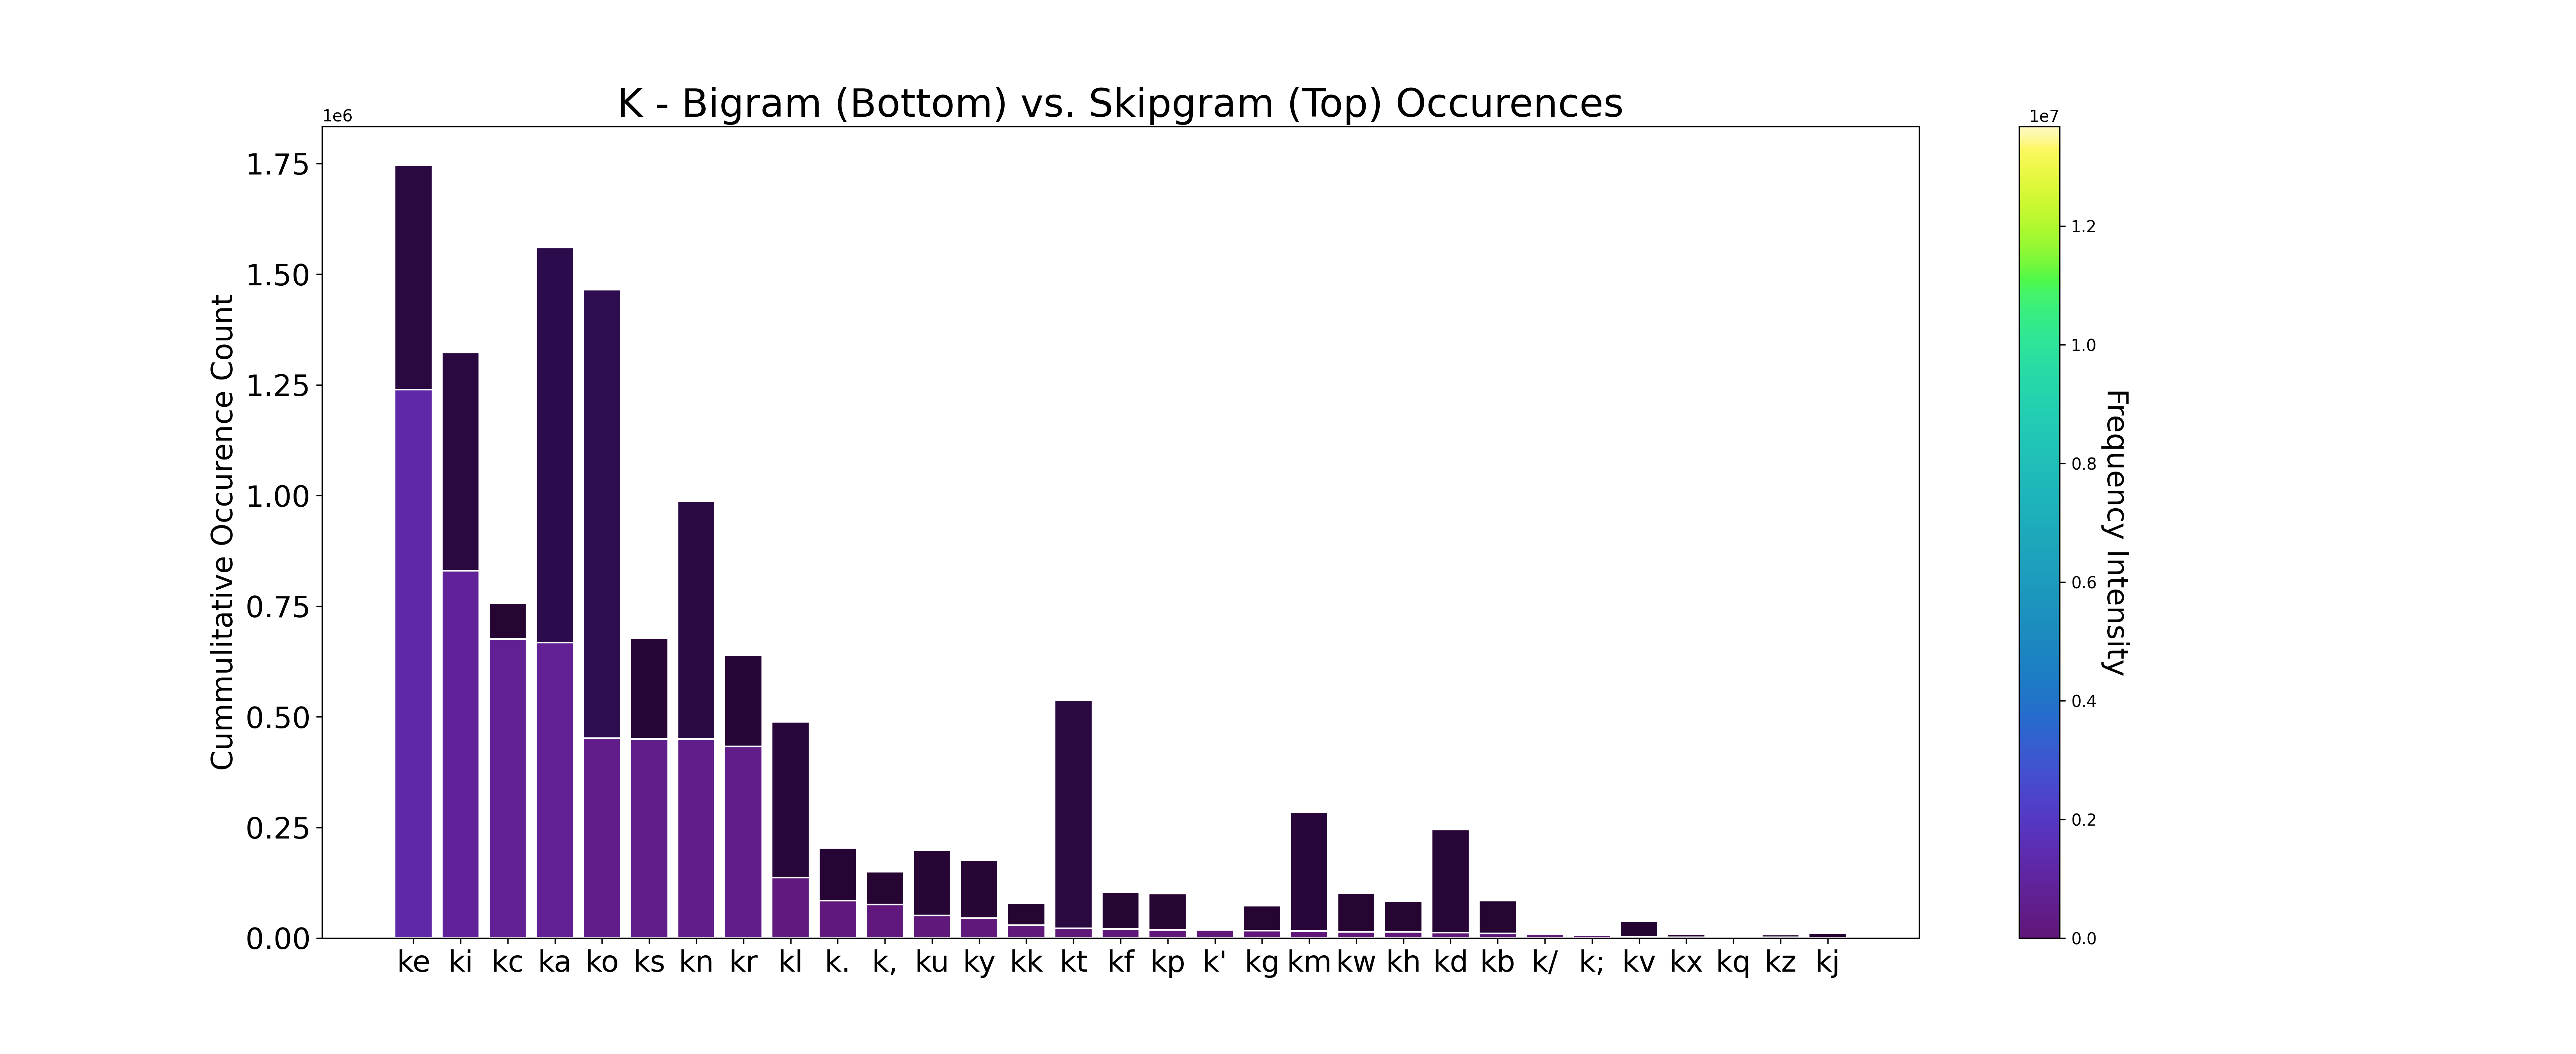 K - Bigram (Bottom) vs. Skipgram (Top) Occurences
1e6
1.75
1.50
1.25
1.00
0.75
0.50
0.25
0.00
Cummulitative Occurence Count
ke ki kc ka ko ks kn kr kl k. k, ku ky kk kt kf kp k' kg km kw kh kd kb k/ k; kv kx kq kz kj
1e7
1.2
1.0
0.8
0.6
0.4
0.2
0.0
Frequency Intensity